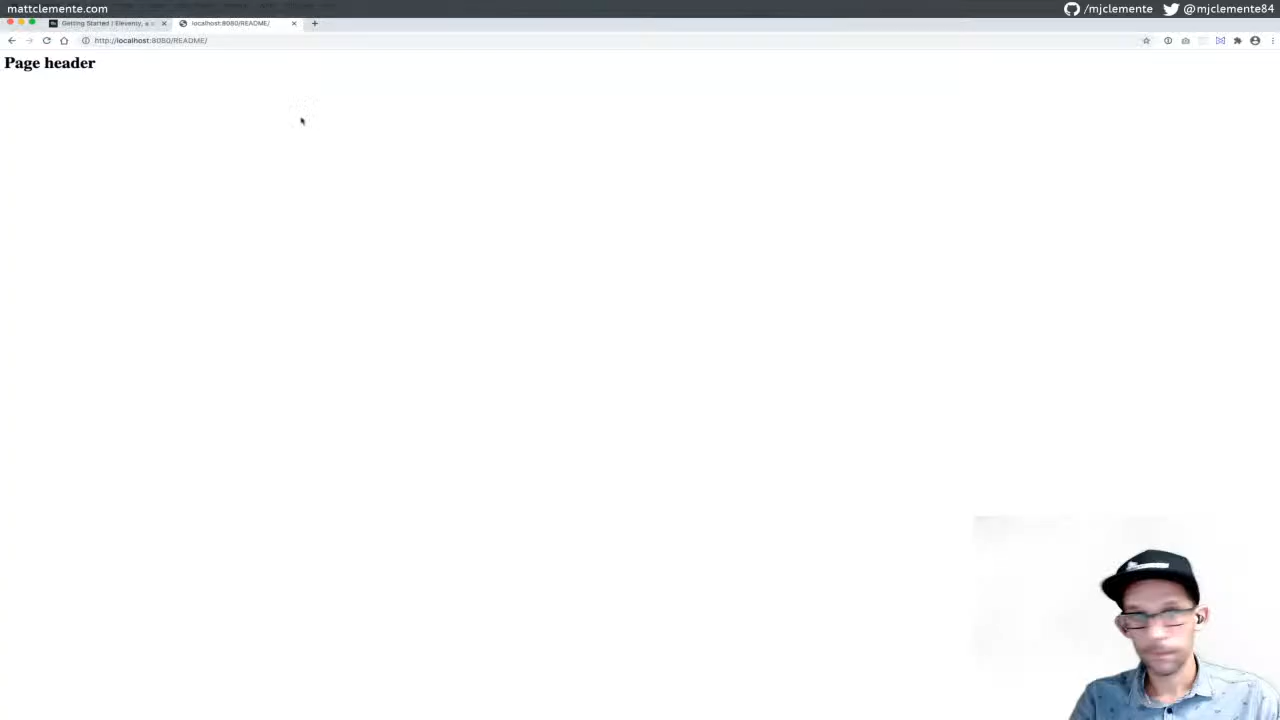 mattclemente.com
/mjclemente @mjclemente84
Getting Started | Eleventy, a
localhost:8080/README/
http://localhost:8080/README/
Page header